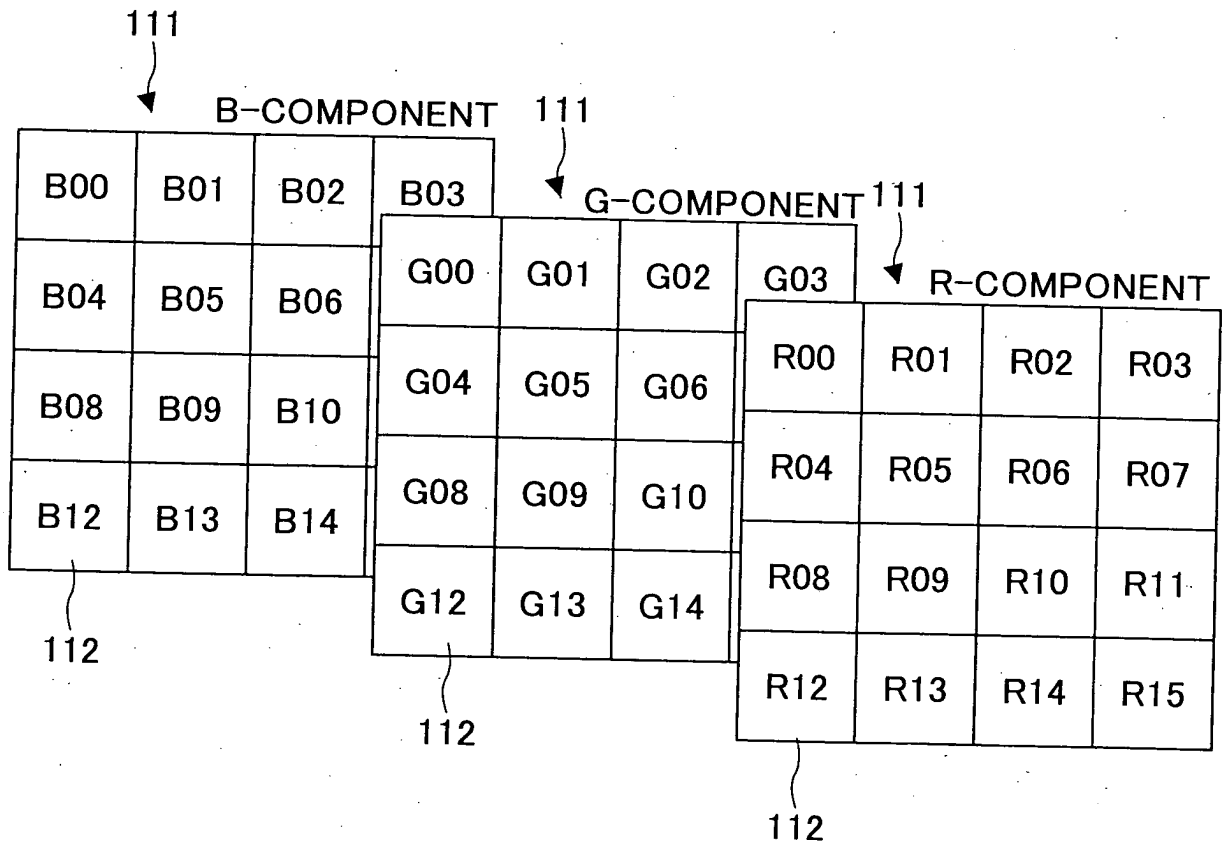 111
B-COMPONENT
B00 B01 B02 B03
B04 B05 B06
B08 B09 B10
B12 B13 B14
112
111
G-COMPONENT
G00 G01 G02 G03
G04 G05 G06
G08 G09 G10
G12 G13 G14
112
111
R-COMPONENT
R00 R01 R02 R03
R04 R05 R06 R07
R08 R09 R10 R11
R12 R13 R14 R15
112